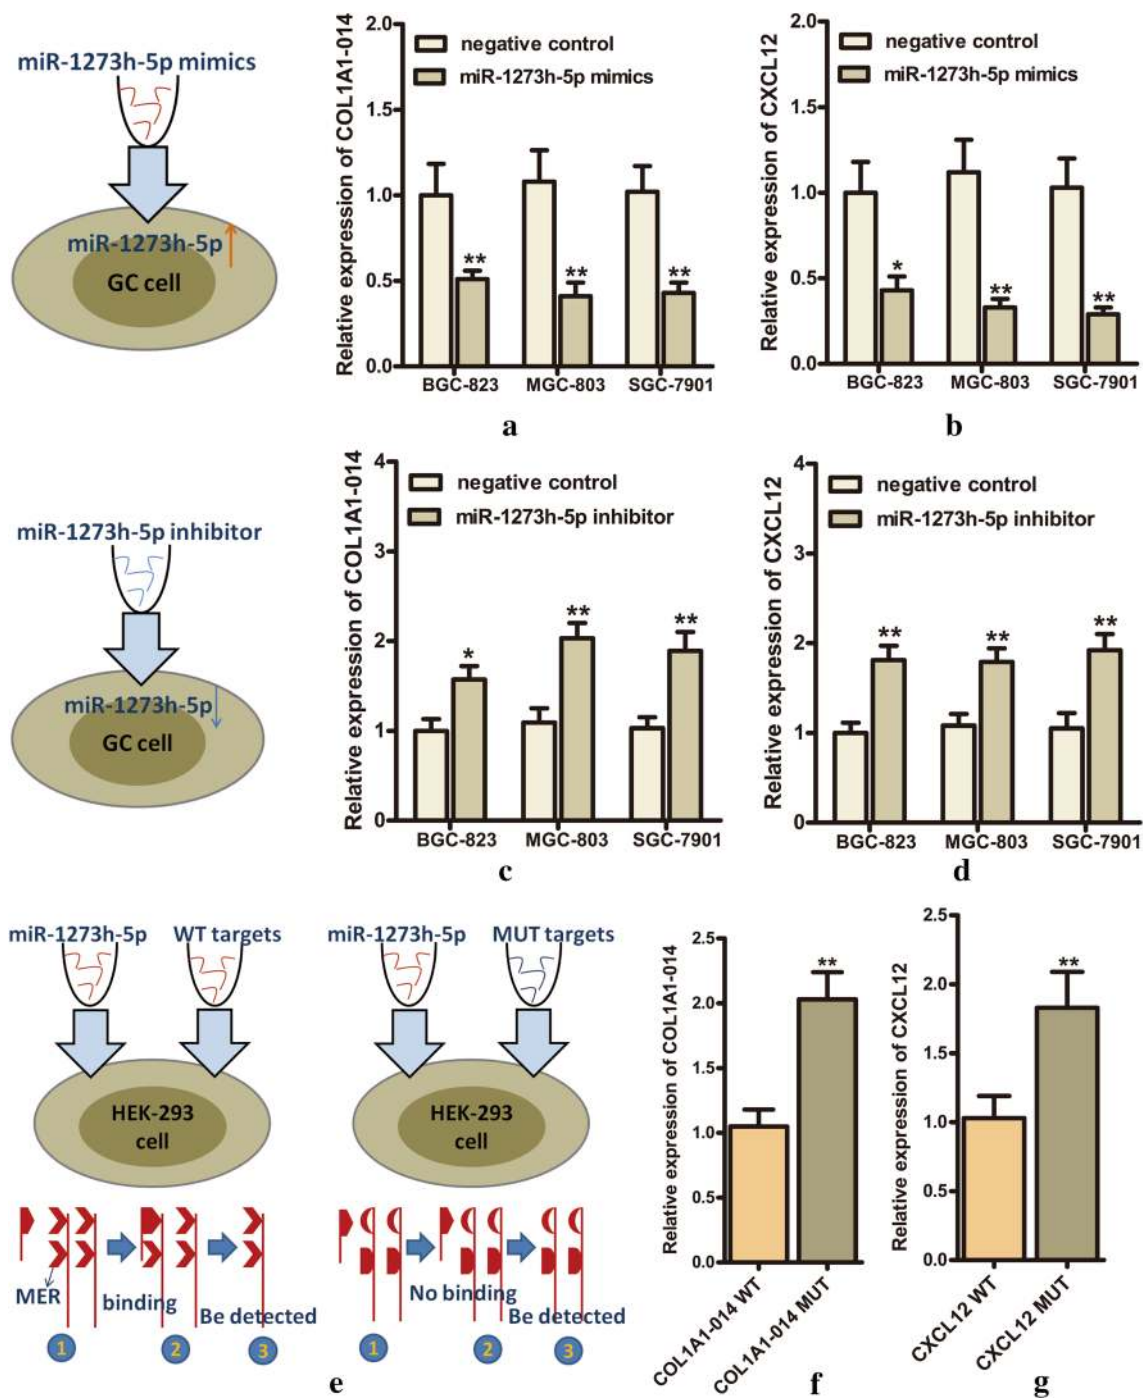 miR-1273h-5p mimics
miR-1273h-5p
GC cell
Relative expression of COL1A1-014
2.0
1.5
1.0
0.5
0.0
negative control
miR-1273h-5p mimics
**
**
**
BGC-823 MGC-803 SGC-7901
a
Relative expression of CXCL12
2.0
1.5
1.0
0.5
0.0
negative control
miR-1273h-5p mimics
*
**
**
BGC-823 MGC-803 SGC-7901
b
miR-1273h-5p inhibitor
miR-1273h-5p
GC cell
Relative expression of COL1A1-014
4
3
2
1
0
negative control
miR-1273h-5p inhibitor
*
**
**
BGC-823 MGC-803 SGC-7901
c
Relative expression of CXCL12
4
3
2
1
0
negative control
miR-1273h-5p inhibitor
**
**
**
BGC-823 MGC-803 SGC-7901
d
miR-1273h-5p WT targets
HEK-293
cell
MER
binding
Be detected
1 2 3
miR-1273h-5p MUT targets
HEK-293
cell
No binding
Be detected
1 2 3
e
Relative expression of COL1A1-014
2.5
2.0
1.5
1.0
0.5
0.0
**
COL1A1-014 WT
COL1A1-014 MUT
f
Relative expression of CXCL12
2.5
2.0
1.5
1.0
0.5
0.0
**
CXCL12 WT
CXCL12 MUT
g